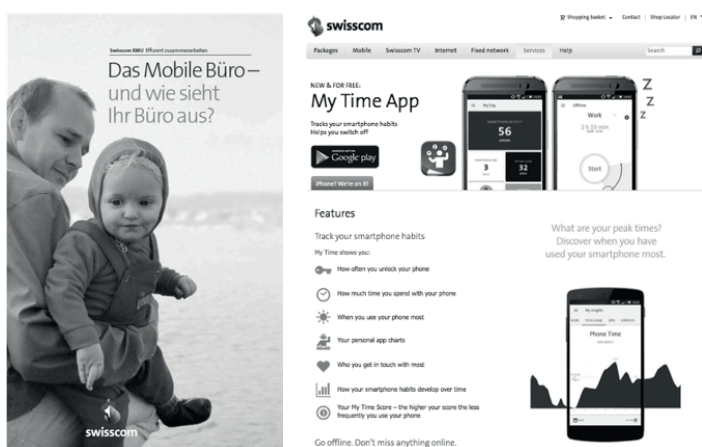 Swisscom KMU Effizient zusammenarbeiten
Das Mobile Büro –
und wie sieht
Ihr Büro aus?
swisscom
swisscom
Shopping basket
Contact
Shop Locator
EN
Packages
Mobile
Swisscom TV
Internet
Fixed network
Services
Help
Search
NEW & FOR FREE:
My Time App
Tracks your smartphone habits
Helps you switch off
Google play
iPhone? We're on it!
My Day
56
3
32
Offline
Work
2 h 19 min
Start
Z
Z
Z
Features
Track your smartphone habits
My Time shows you:
How often you unlock your phone
How much time you spend with your phone
When you use your phone most
Your personal app charts
Who you get in touch with most
How your smartphone habits develop over time
Your My Time Score – the higher your score the less
frequently you use your phone
Go offline. Don't miss anything online.
What are your peak times?
Discover when you have
used your smartphone most.
My Insights
Phone Time